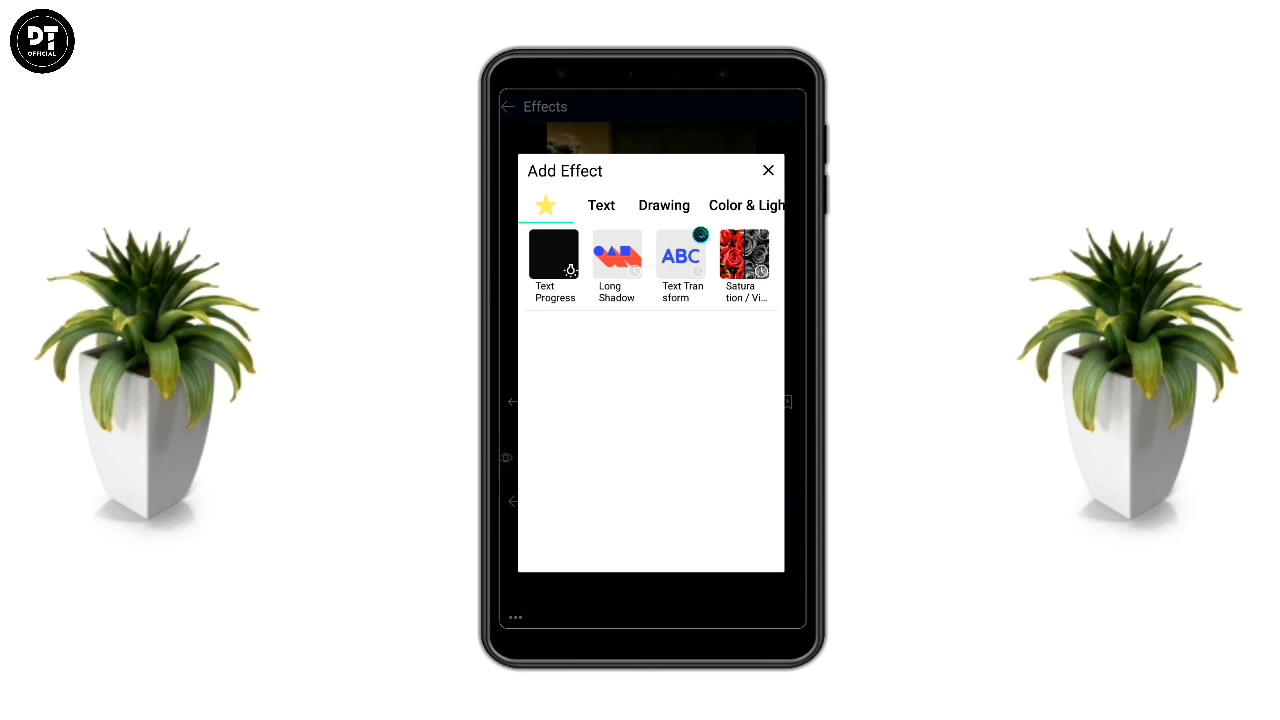 DT
OFFICIAL
Effects
Add Effect
Text
Drawing
Color & Ligh
Text
Progress
Long
Shadow
ABC
Text Tran
sform
Satura
tion / Vi...